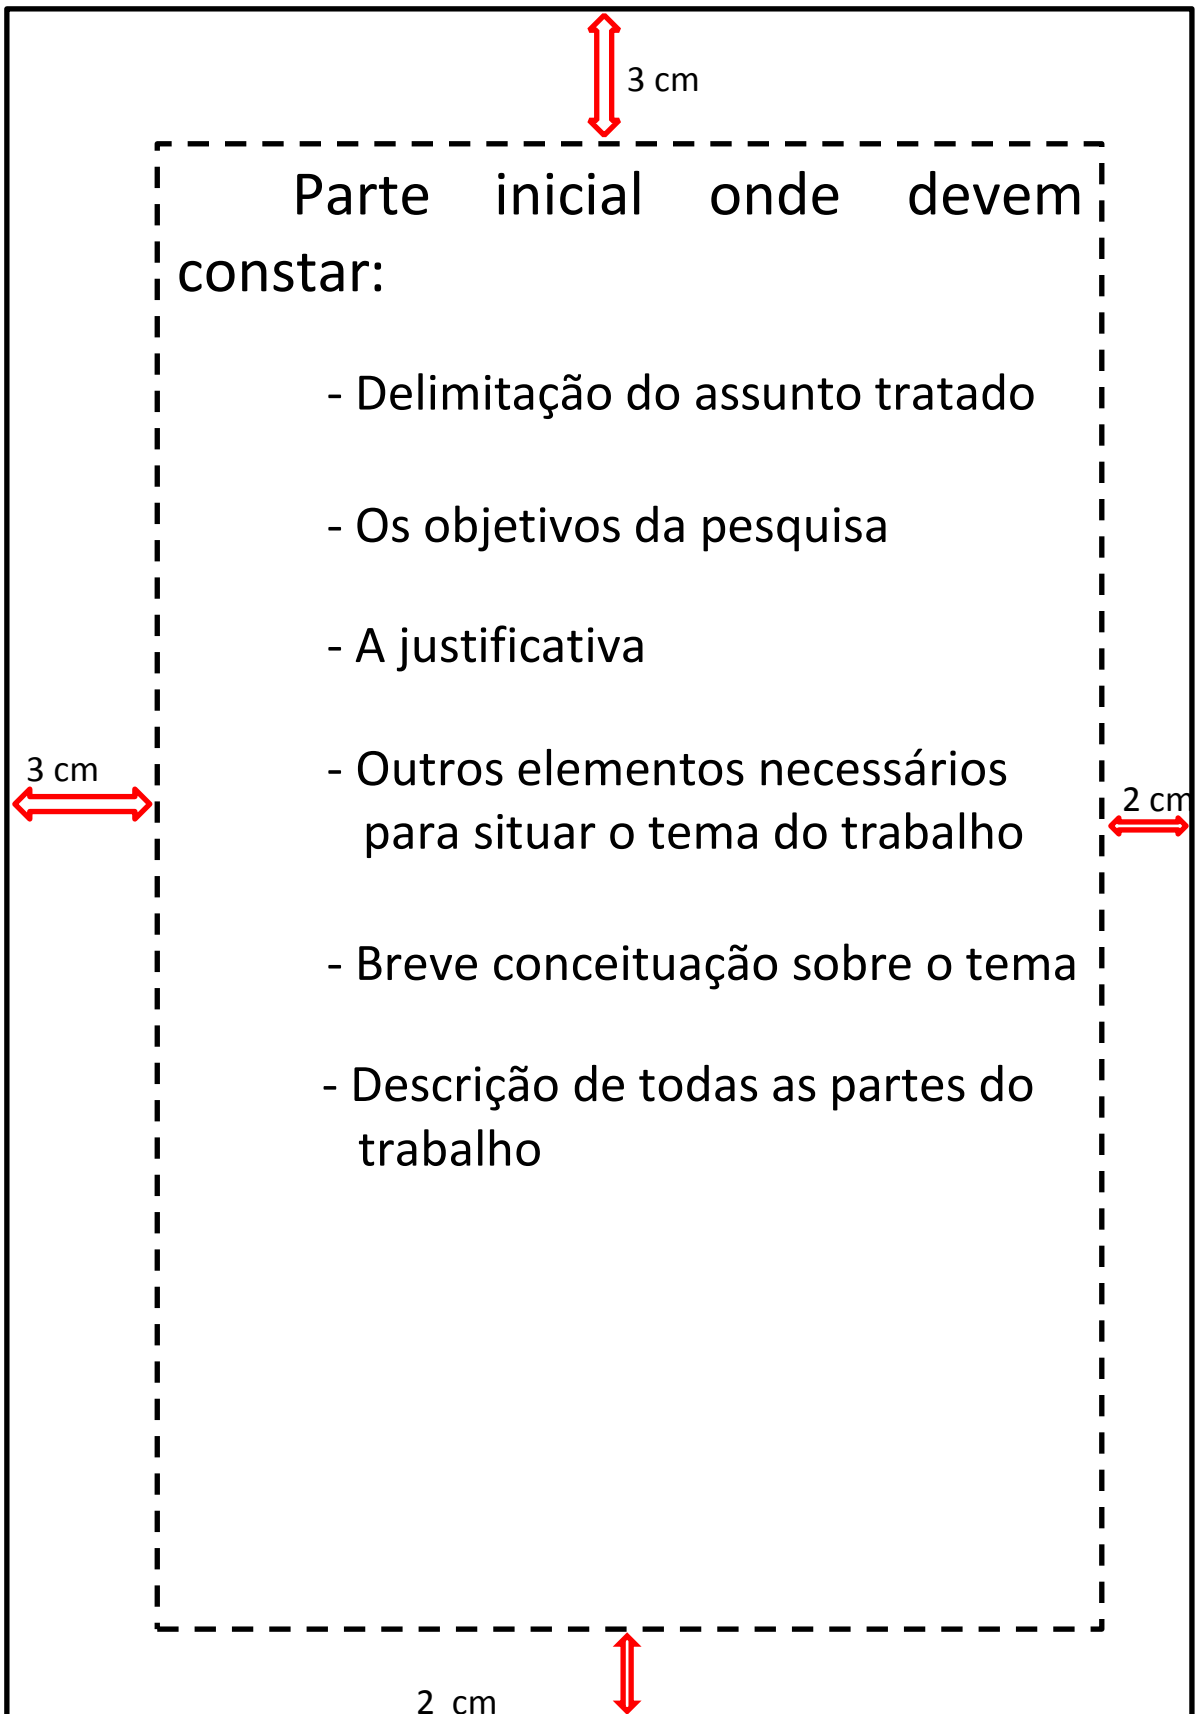 3 cm
Parte inicial onde devem
constar:
- Delimitação do assunto tratado
- Os objetivos da pesquisa
- A justificativa
- Outros elementos necessários
para situar o tema do trabalho
3 cm
2 cm
- Breve conceituação sobre o tema
- Descrição de todas as partes do
trabalho
2 cm